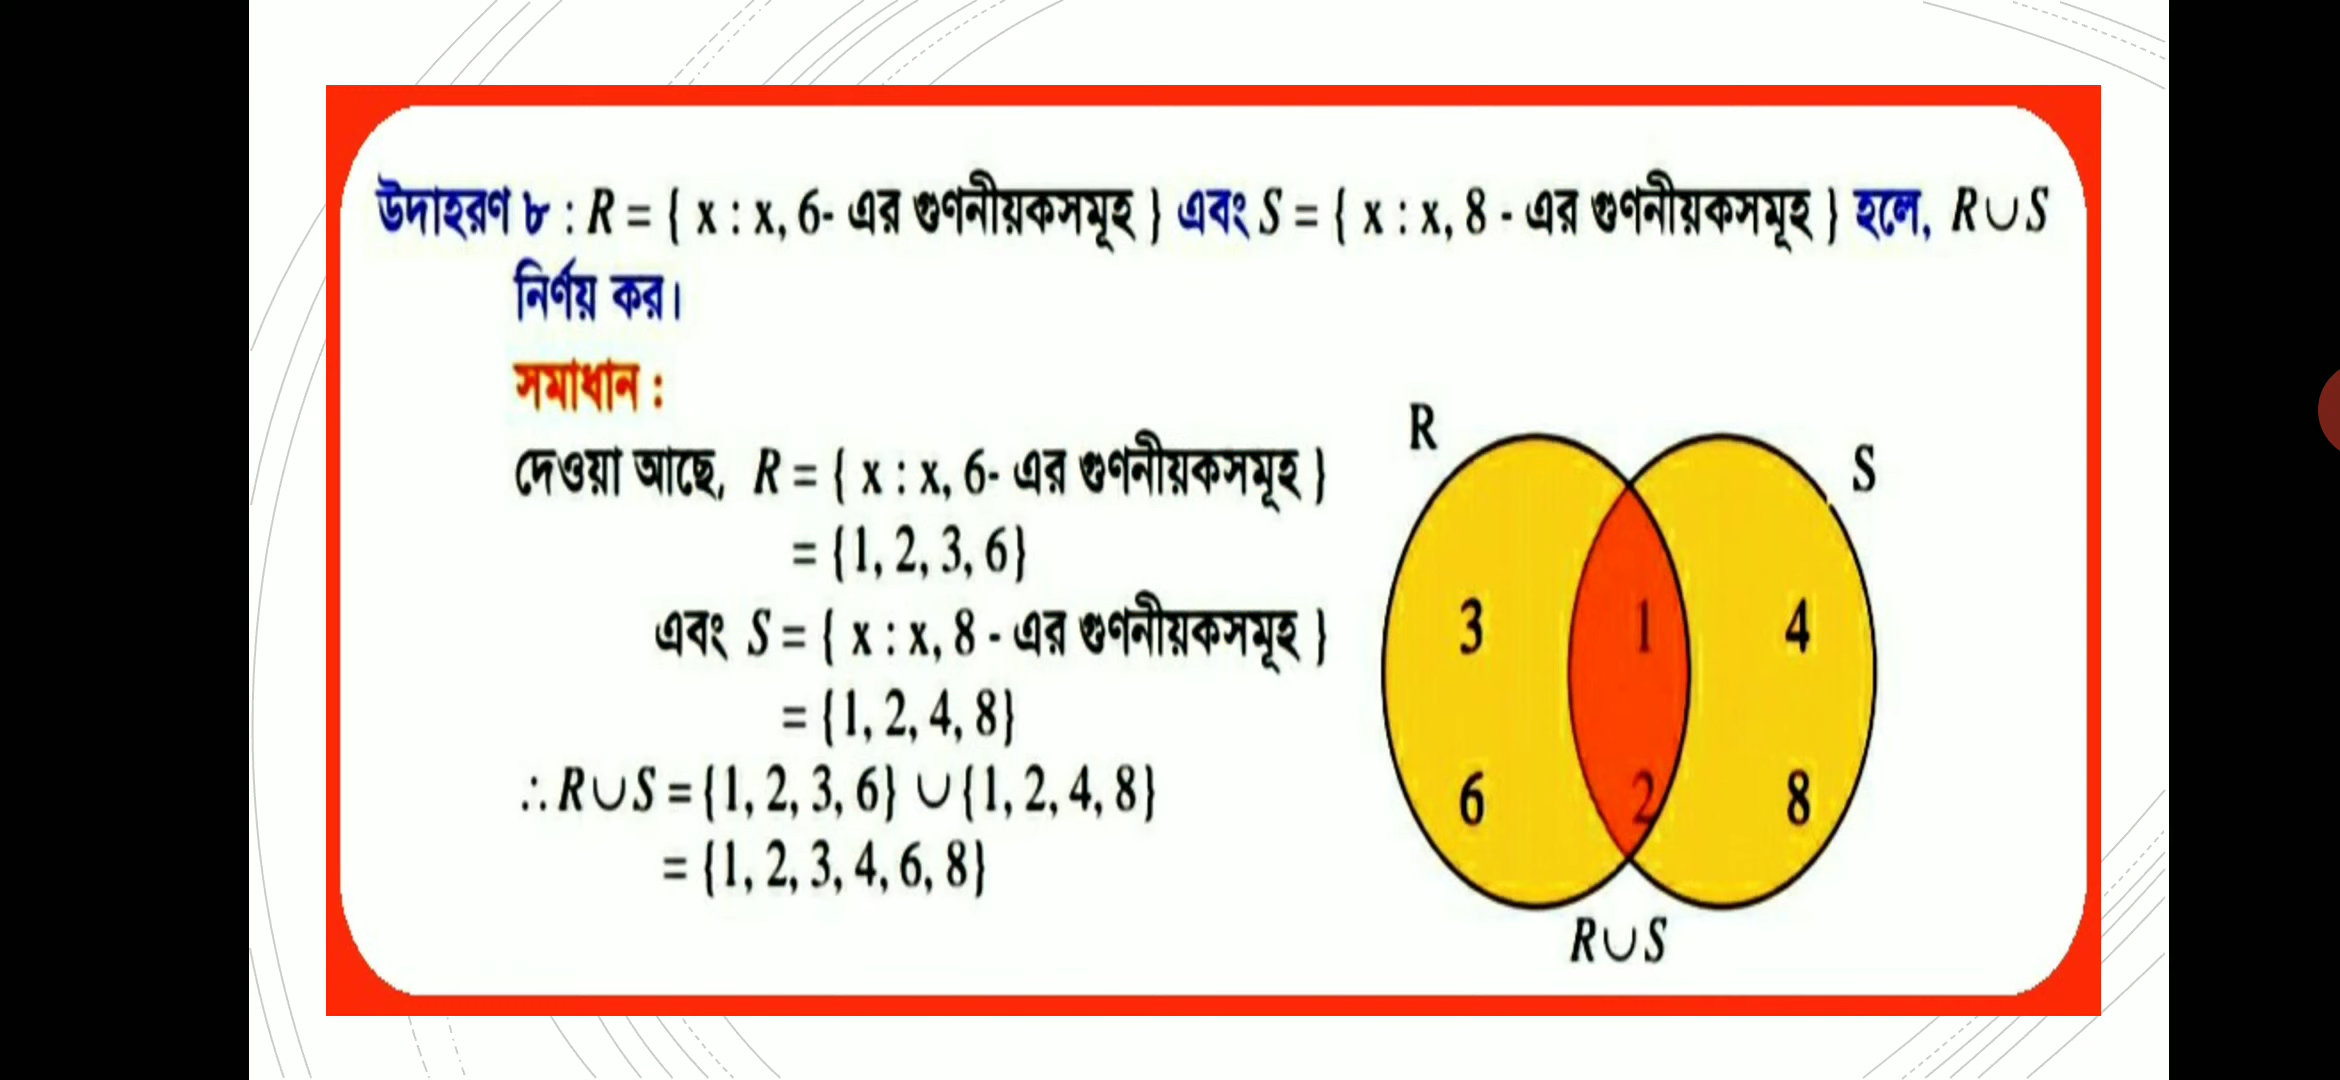 উদাহরণ ৮ : R = { x : x, 6- এর গুণনীয়কসমূহ } এবং S = { x : x, 8 - এর গুণনীয়কসমূহ } হলে, R∪S
নির্ণয় কর।
সমাধান :
দেওয়া আছে, R = { x : x, 6- এর গুণনীয়কসমূহ }
= {1, 2, 3, 6}
এবং S = { x : x, 8 - এর গুণনীয়কসমূহ }
= {1, 2, 4, 8}
∴ R∪S = {1, 2, 3, 6} ∪ {1, 2, 4, 8}
= {1, 2, 3, 4, 6, 8}
R
S
3 1 4
6 2 8
R∪S